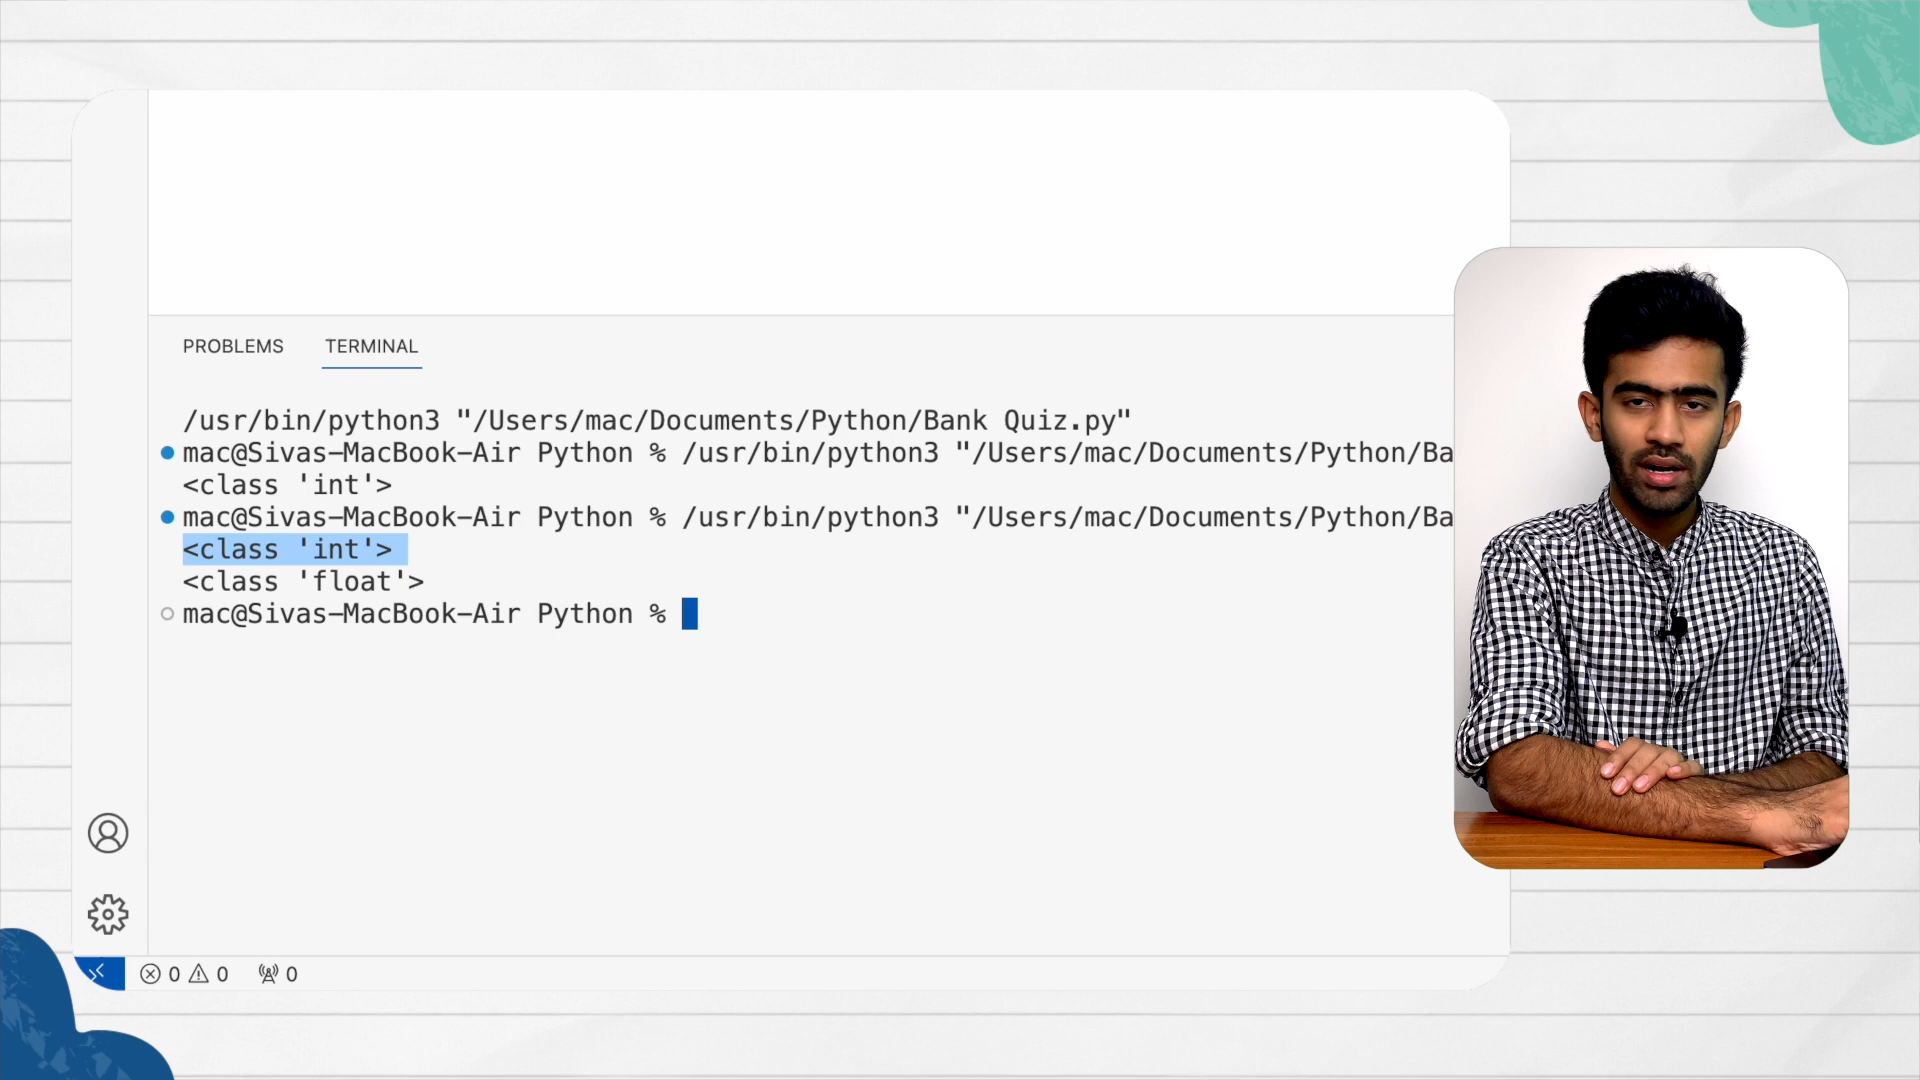 PROBLEMS TERMINAL
/usr/bin/python3 "/Users/mac/Documents/Python/Bank Quiz.py"
mac@Sivas-MacBook-Air Python % /usr/bin/python3 "/Users/mac/Documents/Python/Ba
<class 'int'>
mac@Sivas-MacBook-Air Python % /usr/bin/python3 "/Users/mac/Documents/Python/Ba
<class 'int'>
<class 'float'>
mac@Sivas-MacBook-Air Python %
0 0 0